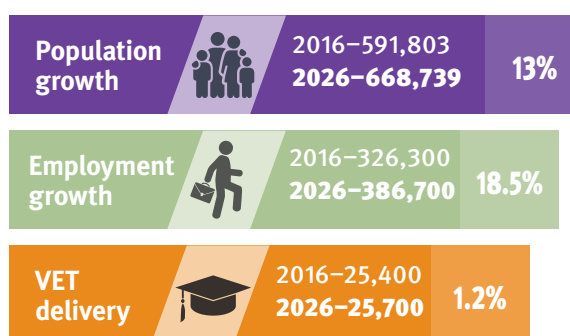 Population
growth
2016–591,803
2026–668,739
13%
Employment
growth
2016–326,300
2026–386,700
18.5%
VET
delivery
2016–25,400
2026–25,700
1.2%